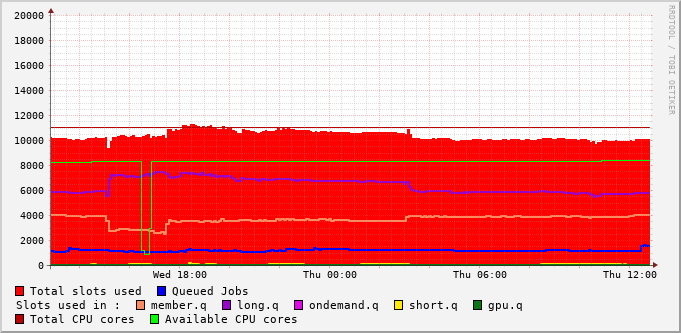 20000
18000
16000
14000
12000
10000
8000
6000
4000
2000
0
Wed 18:00 Thu 00:00 Thu 06:00 Thu 12:00
RRDTOOL / TOBI OETIKER
Total slots used Queued Jobs
Slots used in : member.q long.q ondemand.q short.q gpu.q
Total CPU cores Available CPU cores